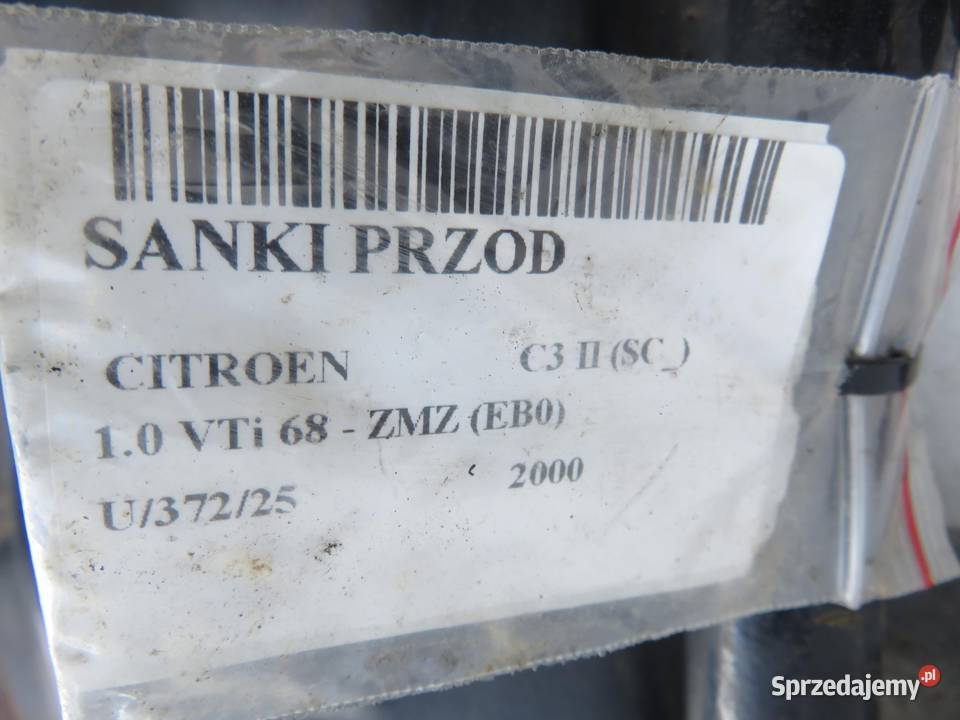 SANKI PRZOD
CITROEN C3 II (SC_)
1.0 VTi 68 - ZMZ (EB0)
U/372/25 2000
Sprzedajemy.pl